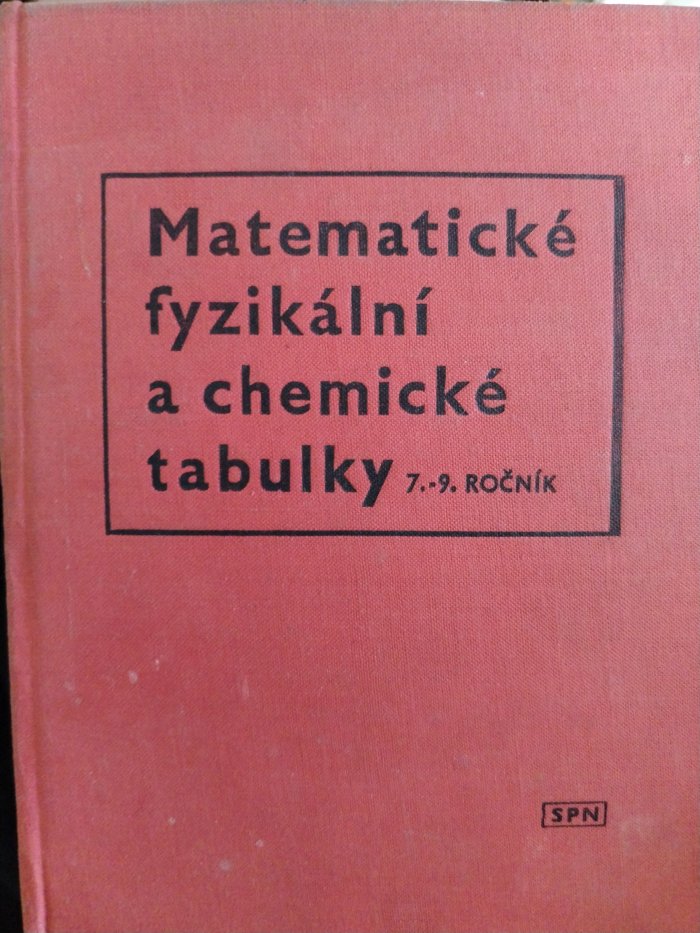 Matematické
fyzikální
a chemické
tabulky 7.-9. ROČNÍK
SPN